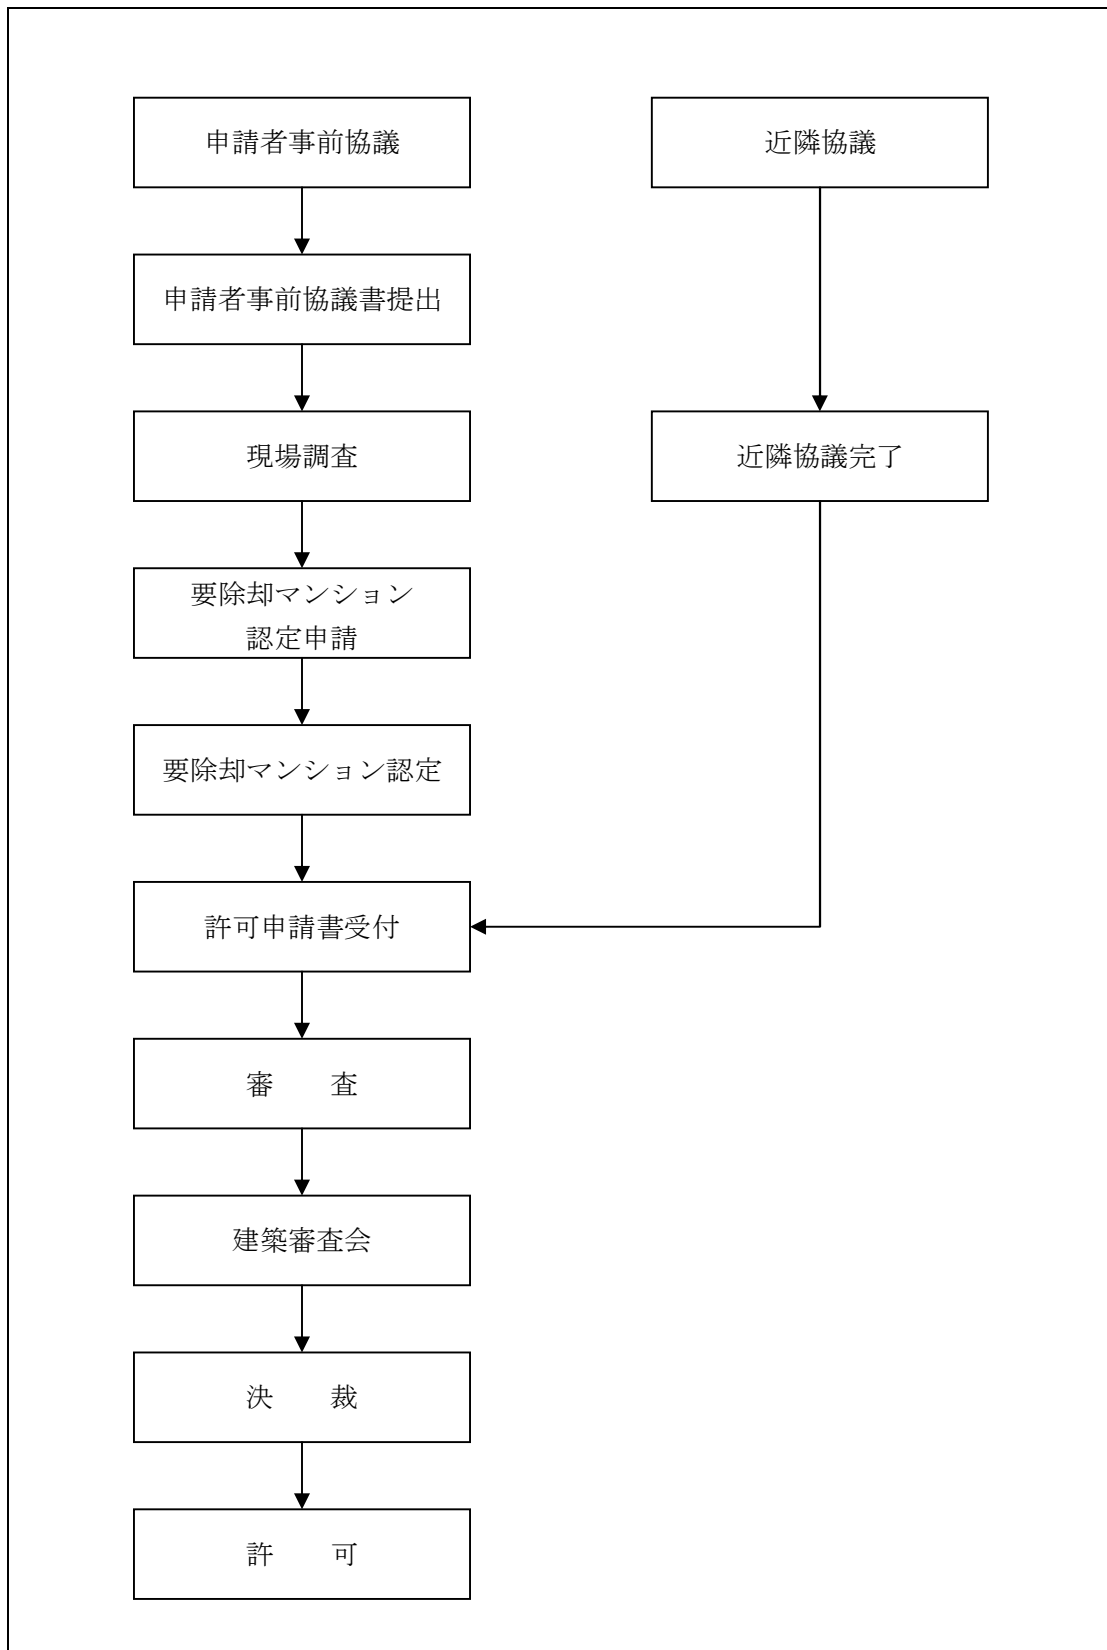 申請者事前協議
近隣協議
申請者事前協議書提出
現場調査
近隣協議完了
要除却マンション
認定申請
要除却マンション認定
許可申請書受付
審　　査
建築審査会
決　　裁
許　　可